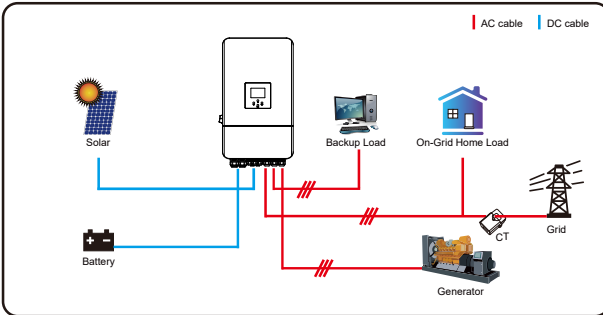 AC cable
DC cable
Solar
Backup Load
On-Grid Home Load
CT
Grid
Battery
Generator